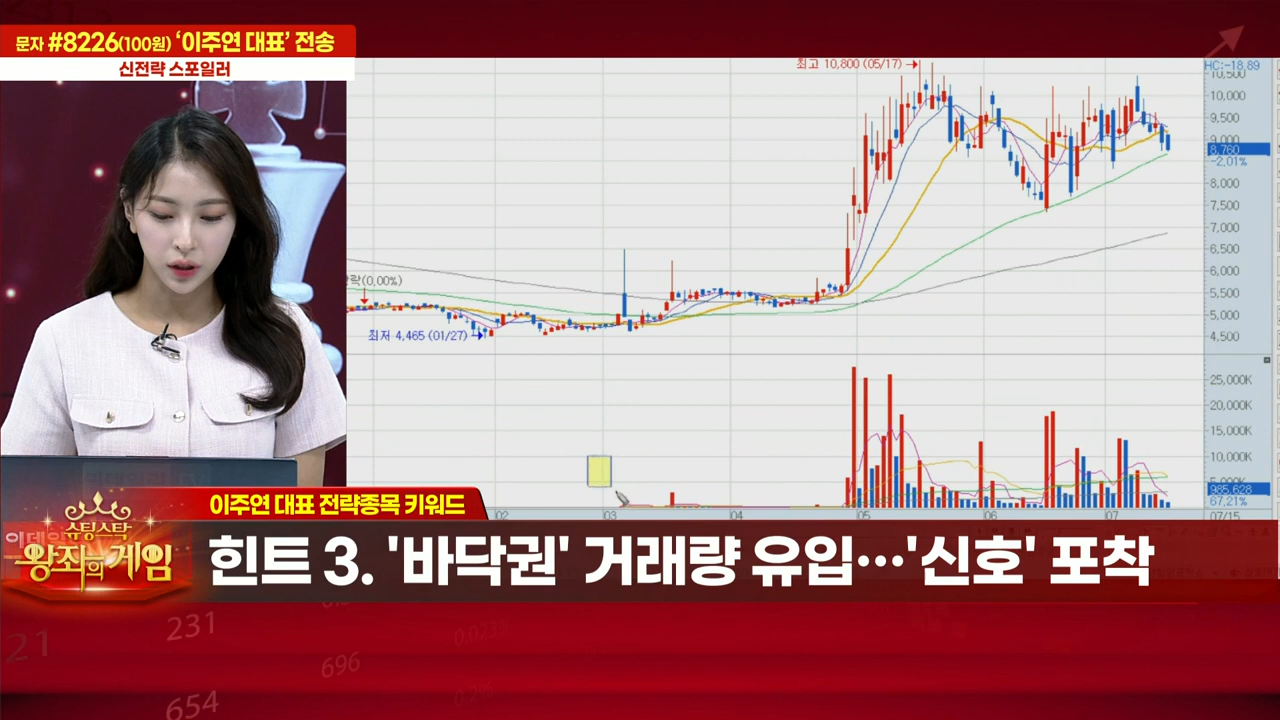 문자 #8226(100원) '이주연 대표' 전송
신전략 스포일러
최고 10,800 (05/17)
HC:-18.89
10,500
10,000
9,500
9,000
8,760
-2.01%
8,000
7,500
7,000
6,500
6,000
5,500
5,000
4,500
락(0.00%)
최저 4,465 (01/27)
25,000K
20,000K
15,000K
10,000K
5,000K
985,628
67.21%
02
03
04
05
06
07
07/15
이주연 대표 전략종목 키워드
슈팅스탁
왕좌의 게임
힌트 3. '바닥권' 거래량 유입…'신호' 포착
21
231
696
654